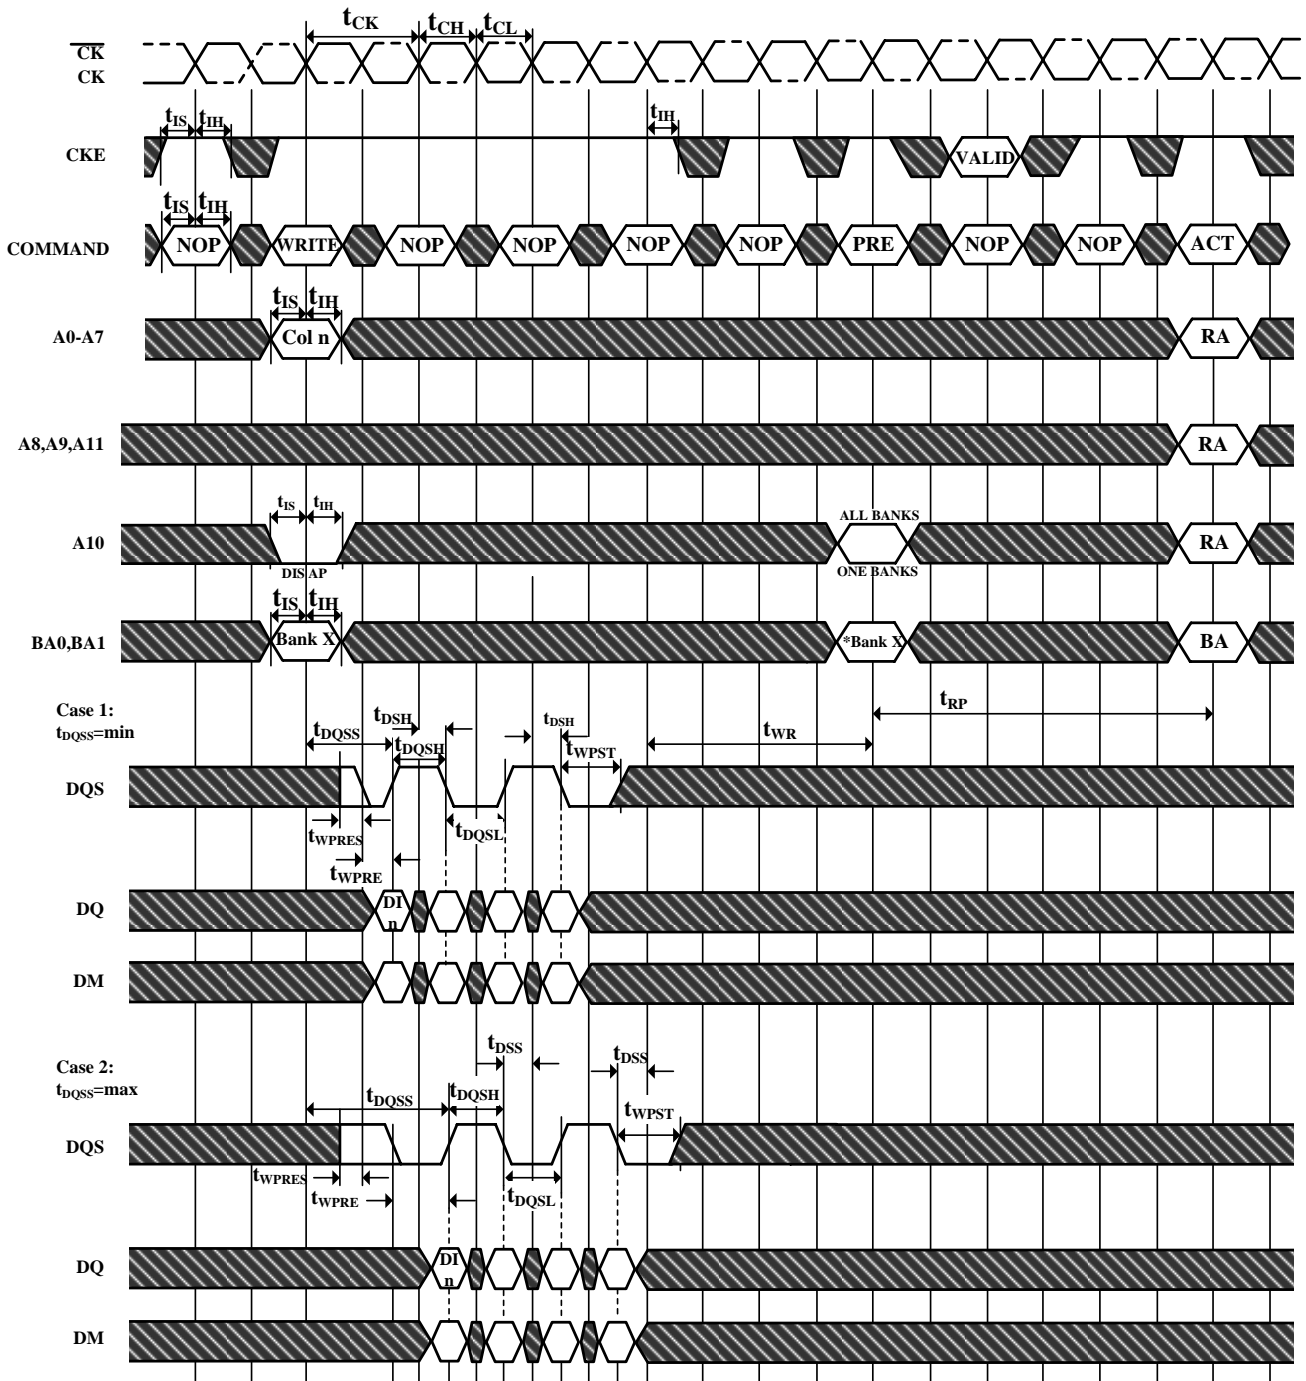 tCK tCH tCL
CK
CK
tIS tIH tIH
CKE VALID
tIS tIH
COMMAND NOP WRITE NOP NOP NOP NOP PRE NOP NOP ACT
tIS tIH
A0-A7 Col n RA
A8,A9,A11 RA
tIS tIH ALL BANKS
A10 RA
DIS AP ONE BANKS
tIS tIH
BA0,BA1 Bank X *Bank X BA
Case 1:
tDQSS=min
tDQSS tDSH tDSH tWR tRP
tDQSH tWPST
DQS
tWPRES tDQSL
tWPRE
DQ DI n
DM
Case 2:
tDQSS=max
tDSS tDSS
tDQSS tDQSH tWPST
DQS
tWPRES tWPRE tDQSL
DQ DI n
DM